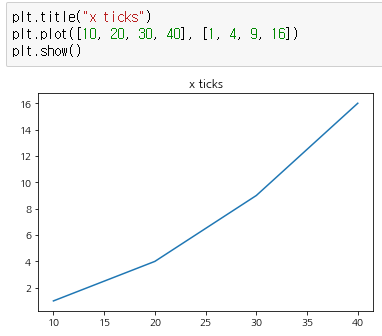 plt.title("x ticks")
plt.plot([10, 20, 30, 40], [1, 4, 9, 16])
plt.show()
x ticks
16
14
12
10
8
6
4
2
10 15 20 25 30 35 40